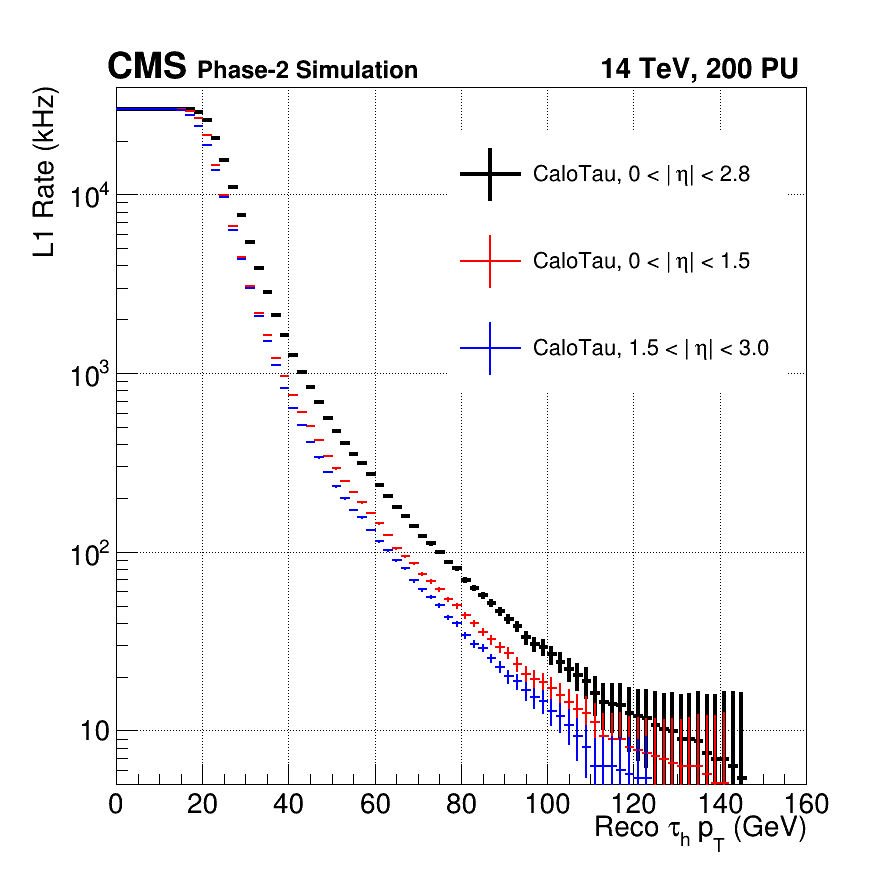 CMS Phase-2 Simulation 14 TeV, 200 PU
L1 Rate (kHz)
CaloTau, 0 < | η| < 2.8
CaloTau, 0 < | η| < 1.5
CaloTau, 1.5 < | η| < 3.0
10⁴
10³
10²
10
0 20 40 60 80 100 120 140 160
Reco τₕ p_T (GeV)